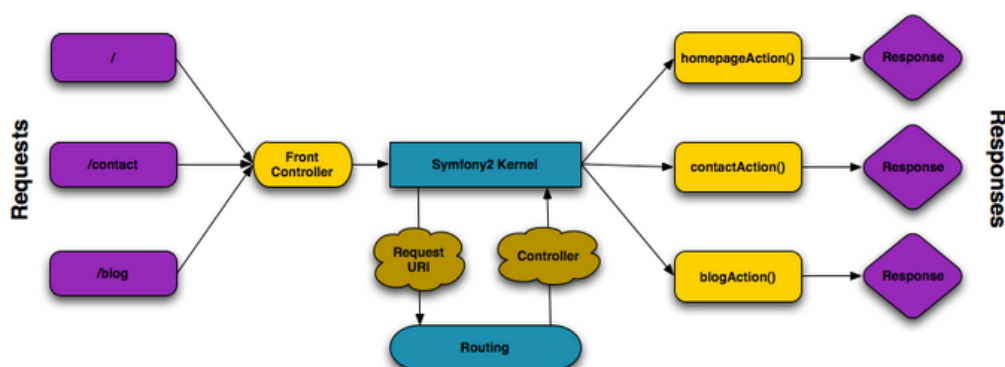 Requests
/
/contact
/blog
Front
Controller
Symfony2 Kernel
Request
URI
Controller
Routing
homepageAction()
contactAction()
blogAction()
Response
Response
Response
Responses